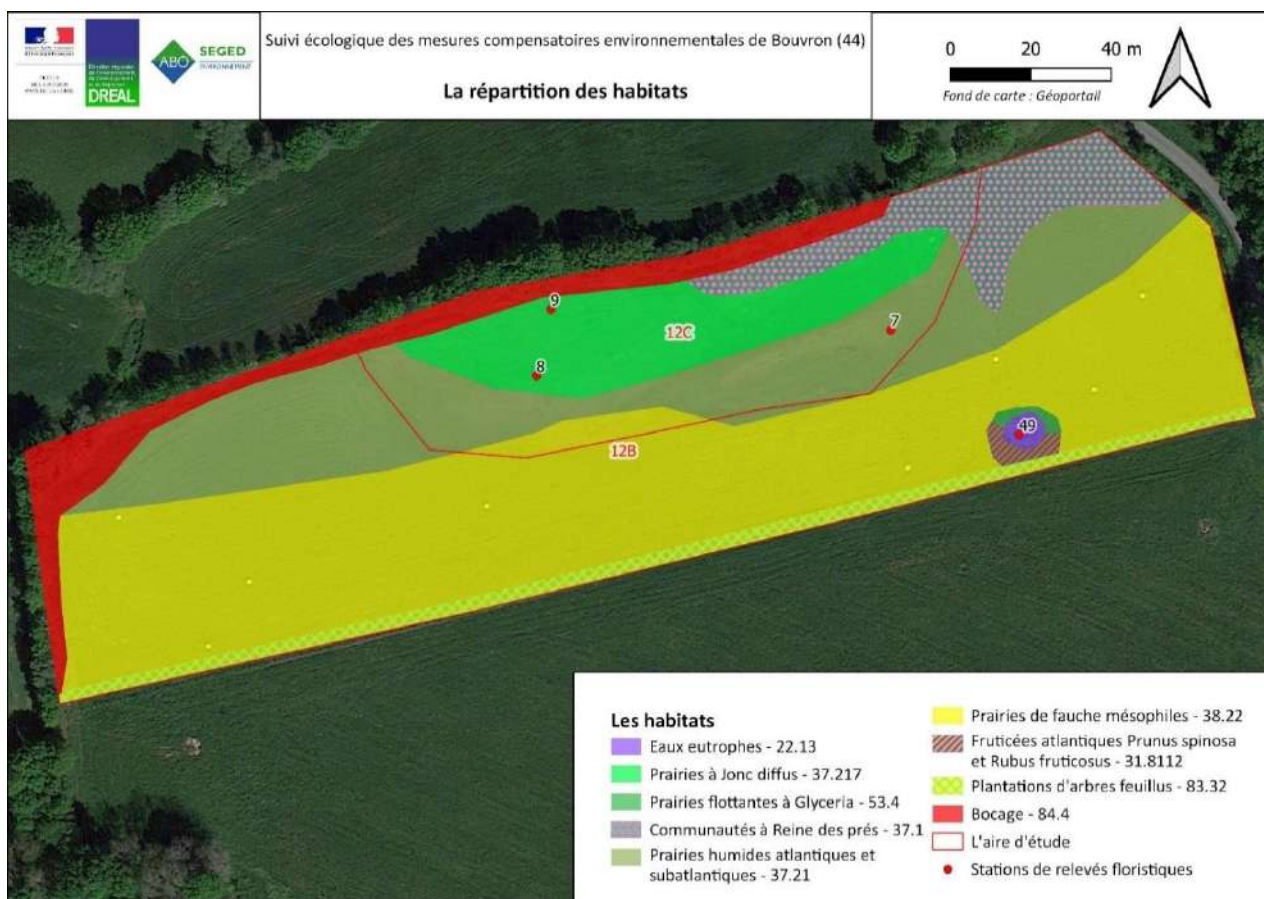 Suivi écologique des mesures compensatoires environnementales de Bouvron (44)
La répartition des habitats
DREAL
ABO
SEGED
ENVIRONNEMENT
0 20 40 m
Fond de carte : Géoportail
9
12C
7
8
12B
49
Les habitats
Eaux eutrophes - 22.13
Prairies à Jonc diffus - 37.217
Prairies flottantes à Glyceria - 53.4
Communautés à Reine des prés - 37.1
Prairies humides atlantiques et
subatlantiques - 37.21
Prairies de fauche mésophiles - 38.22
Fruticées atlantiques Prunus spinosa
et Rubus fruticosus - 31.8112
Plantations d'arbres feuillus - 83.32
Bocage - 84.4
L'aire d'étude
Stations de relevés floristiques